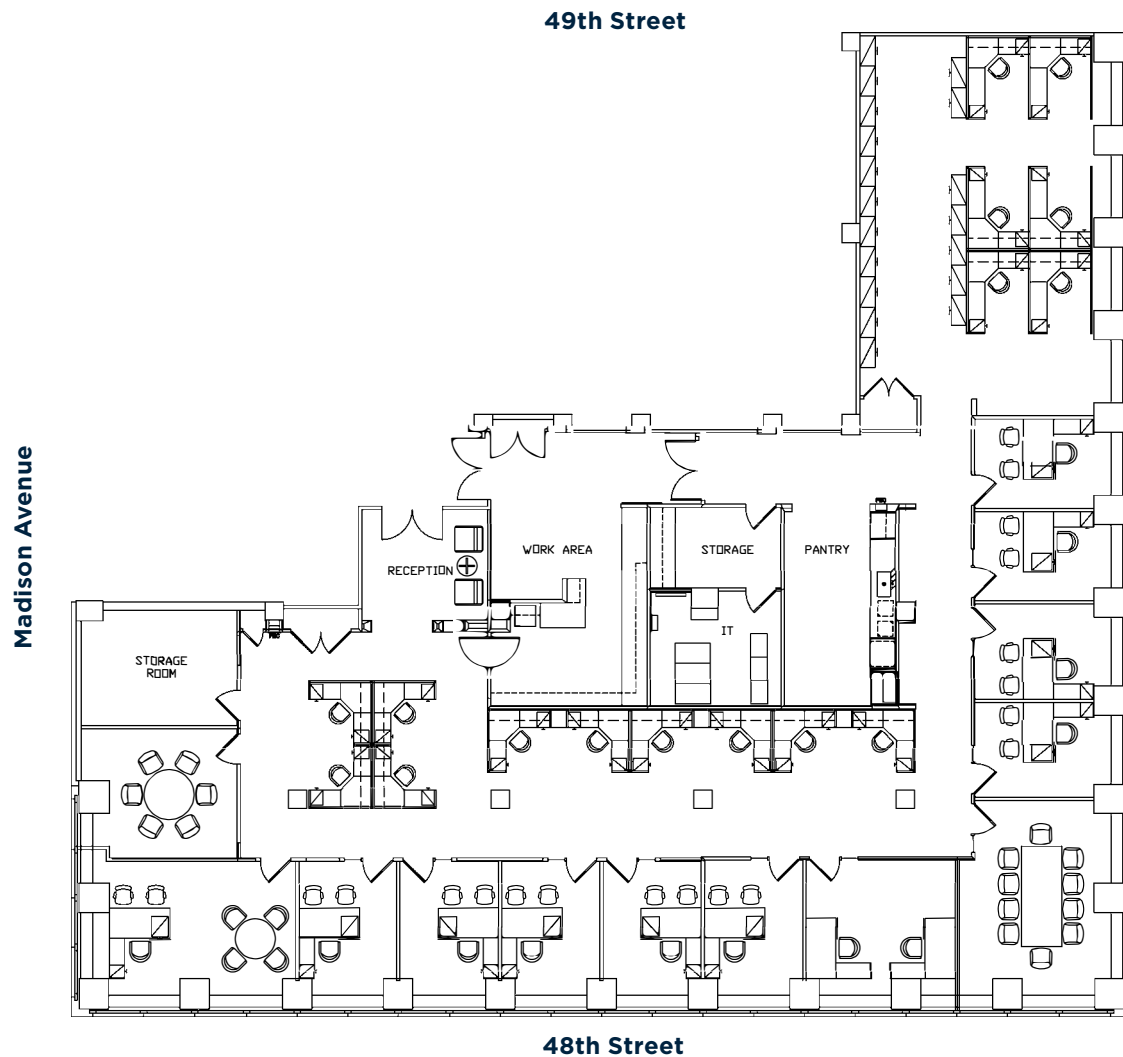 49th Street
Madison Avenue
WORK AREA
STORAGE
PANTRY
RECEPTION
IT
STORAGE
ROOM
48th Street